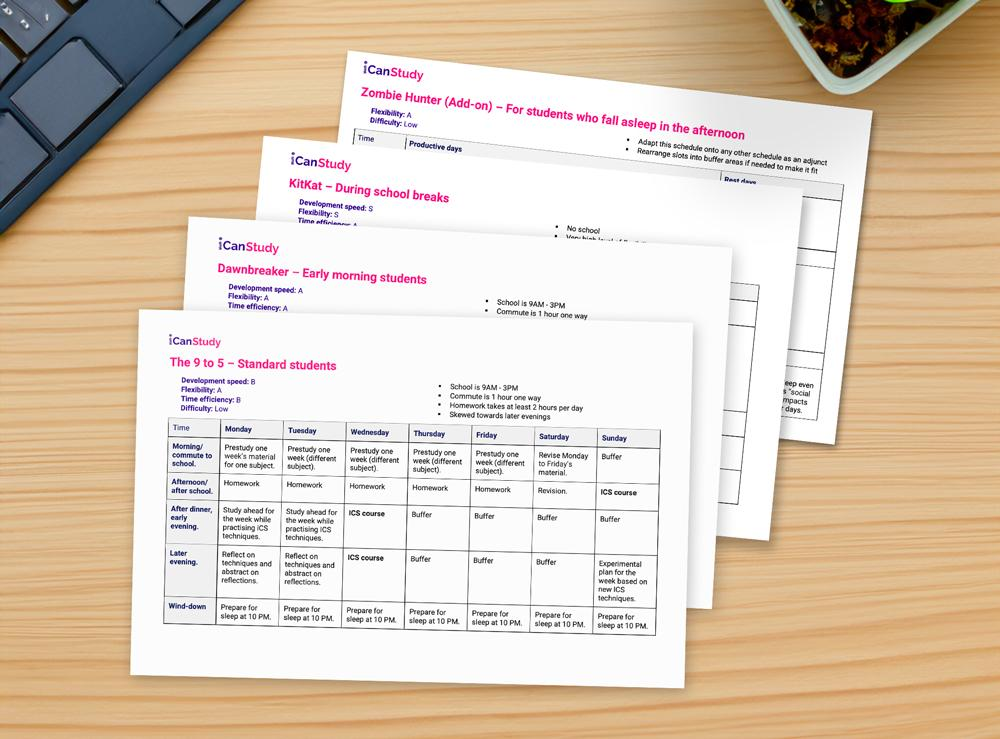 iCanStudy
Zombie Hunter (Add-on) – For students who fall asleep in the afternoon
Flexibility: A
Difficulty: Low
• Adapt this schedule onto any other schedule as an adjunct
• Rearrange slots into buffer areas if needed to make it fit
Time Productive days Rest days
eep even
s "social
mpacts
r days.
iCanStudy
KitKat – During school breaks
Development speed: S
Flexibility: S
Time efficiency: A
• No school
• Very high level of
iCanStudy
Dawnbreaker – Early morning students
Development speed: A
Flexibility: A
Time efficiency: A
• School is 9AM - 3PM
• Commute is 1 hour one way
iCanStudy
The 9 to 5 – Standard students
Development speed: B
Flexibility: A
Time efficiency: B
Difficulty: Low
• School is 9AM - 3PM
• Commute is 1 hour one way
• Homework takes at least 2 hours per day
• Skewed towards later evenings
Time Monday Tuesday Wednesday Thursday Friday Saturday Sunday
Morning/ Prestudy one Prestudy one Prestudy one Prestudy one Prestudy one Revise Monday Buffer
commute to week's material week (different week (different week (different week (different to Friday's
school. for one subject. subject). subject). subject). subject). material.
Afternoon/ Homework Homework Homework Homework Homework Revision. ICS course
after school.
After dinner, Study ahead for Study ahead for ICS course Buffer Buffer Buffer Buffer
early the week while the week while
evening. practising iCS practising iCS
techniques. techniques.
Later Reflect on Reflect on ICS course Buffer Buffer Buffer Experimental
evening. techniques and techniques and plan for the
abstract on abstract on week based on
reflections. reflections. new ICS
techniques.
Wind-down Prepare for Prepare for Prepare for Prepare for Prepare for Prepare for Prepare for
sleep at 10 PM. sleep at 10 PM. sleep at 10 PM. sleep at 10 PM. sleep at 10 PM. sleep at 10 PM. sleep at 10 PM.